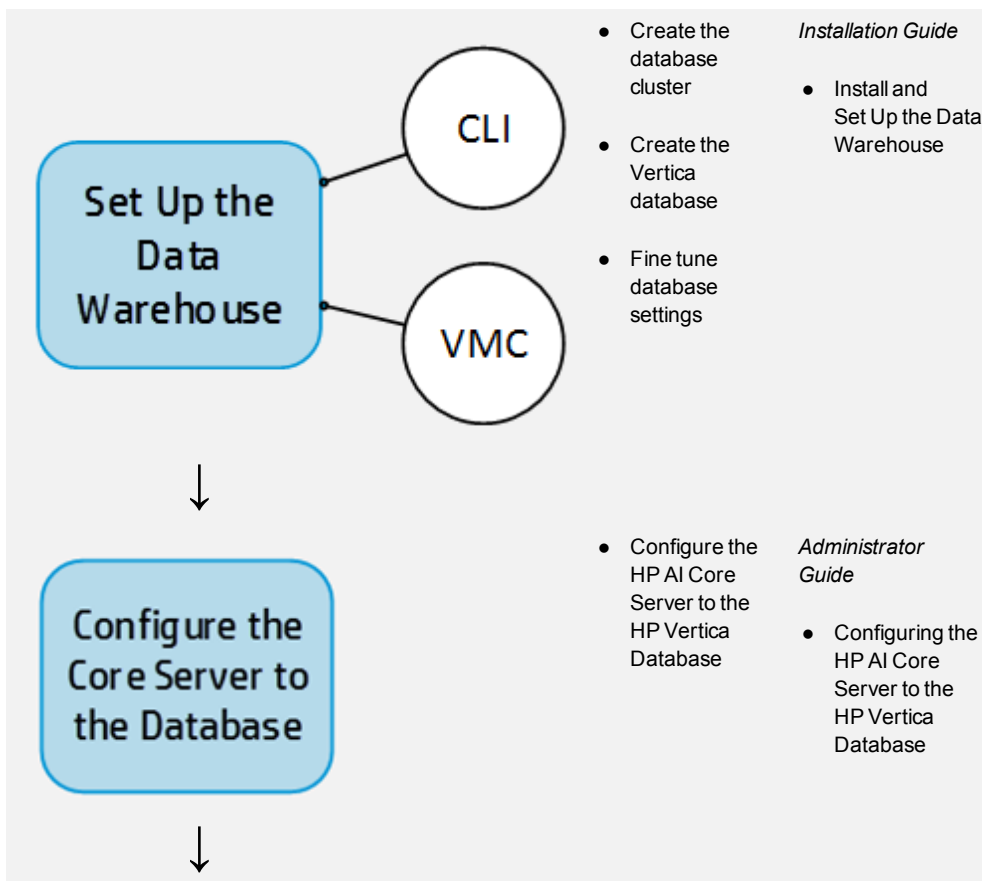 Set Up the
Data
Warehouse
CLI
VMC
● Create the
database
cluster
● Create the
Vertica
database
● Fine tune
database
settings
Installation Guide
● Install and
Set Up the Data
Warehouse
↓
Configure the
Core Server to
the Database
● Configure the
HP AI Core
Server to the
HP Vertica
Database
Administrator
Guide
● Configuring the
HP AI Core
Server to the
HP Vertica
Database
↓